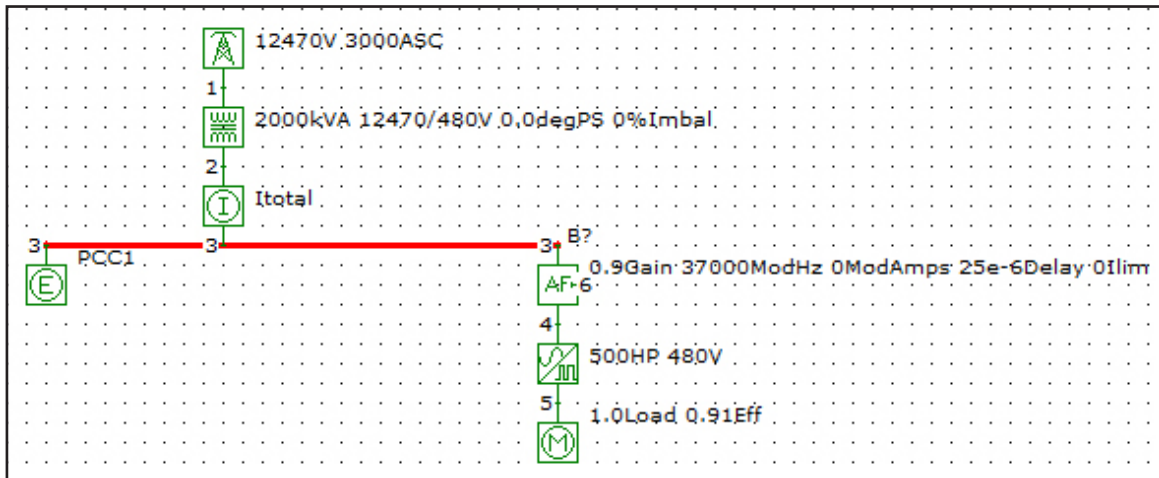 12470V 3000ASC
1
2000kVA 12470/480V 0.0degPS 0%Imbal
2
I Itotal
3 3 3 B?
PCC1
E
AF 6 0.9Gain 37000ModHz 0ModAmps 25e-6Delay 0Ilim
4
500HP 480V
5
1.0Load 0.91Eff
M